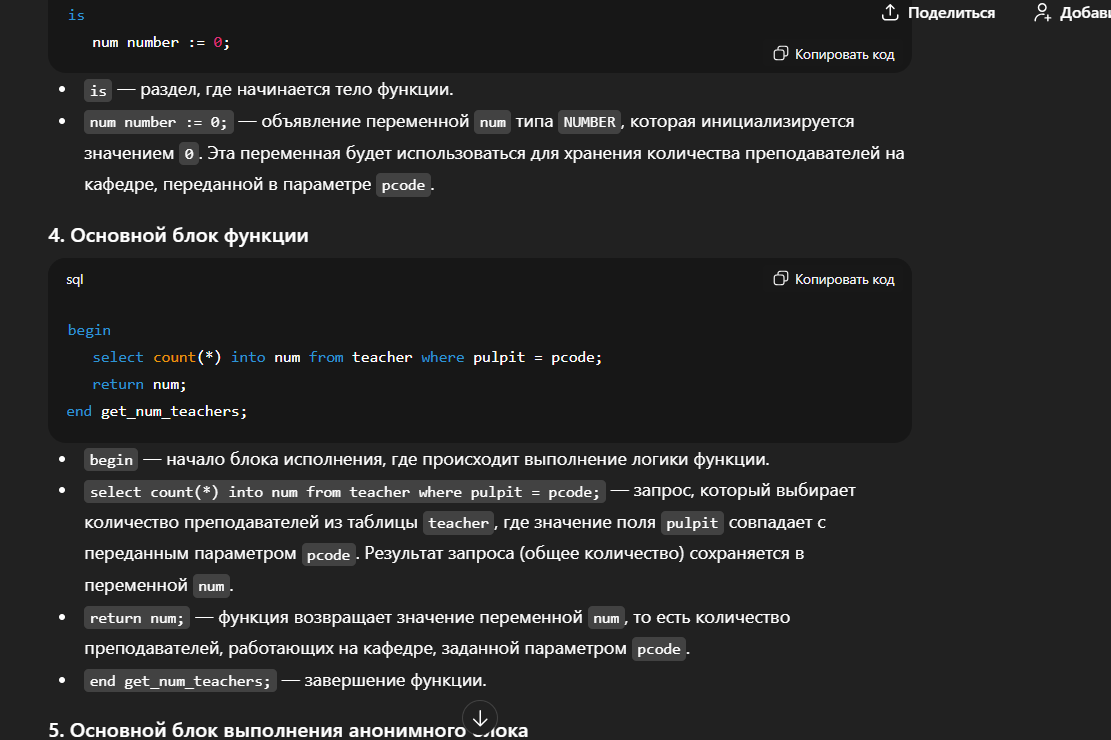 is
Поделиться
Добави
num number := 0;
Копировать код
is — раздел, где начинается тело функции.
num number := 0; — объявление переменной num типа NUMBER, которая инициализируется
значением 0. Эта переменная будет использоваться для хранения количества преподавателей на
кафедре, переданной в параметре pcode.
4. Основной блок функции
sql
Копировать код
begin
select count(*) into num from teacher where pulpit = pcode;
return num;
end get_num_teachers;
begin — начало блока исполнения, где происходит выполнение логики функции.
select count(*) into num from teacher where pulpit = pcode; — запрос, который выбирает
количество преподавателей из таблицы teacher, где значение поля pulpit совпадает с
переданным параметром pcode. Результат запроса (общее количество) сохраняется в
переменной num.
return num; — функция возвращает значение переменной num, то есть количество
преподавателей, работающих на кафедре, заданной параметром pcode.
end get_num_teachers; — завершение функции.
5. Основной блок выполнения анонимного блока